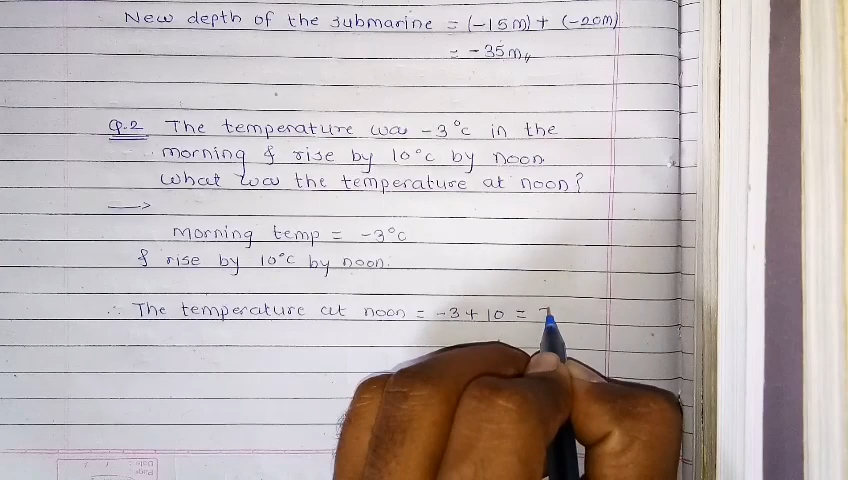 New depth of the submarine = (-15m) + (-20m)
= -35m
Q.2 The temperature was -3°C in the
morning & rise by 10°C by noon.
What was the temperature at noon?
→
morning temp = -3°C
& rise by 10°C by noon.
∴ The temperature at noon = -3 + 10 = 7
Page :
Date : / /